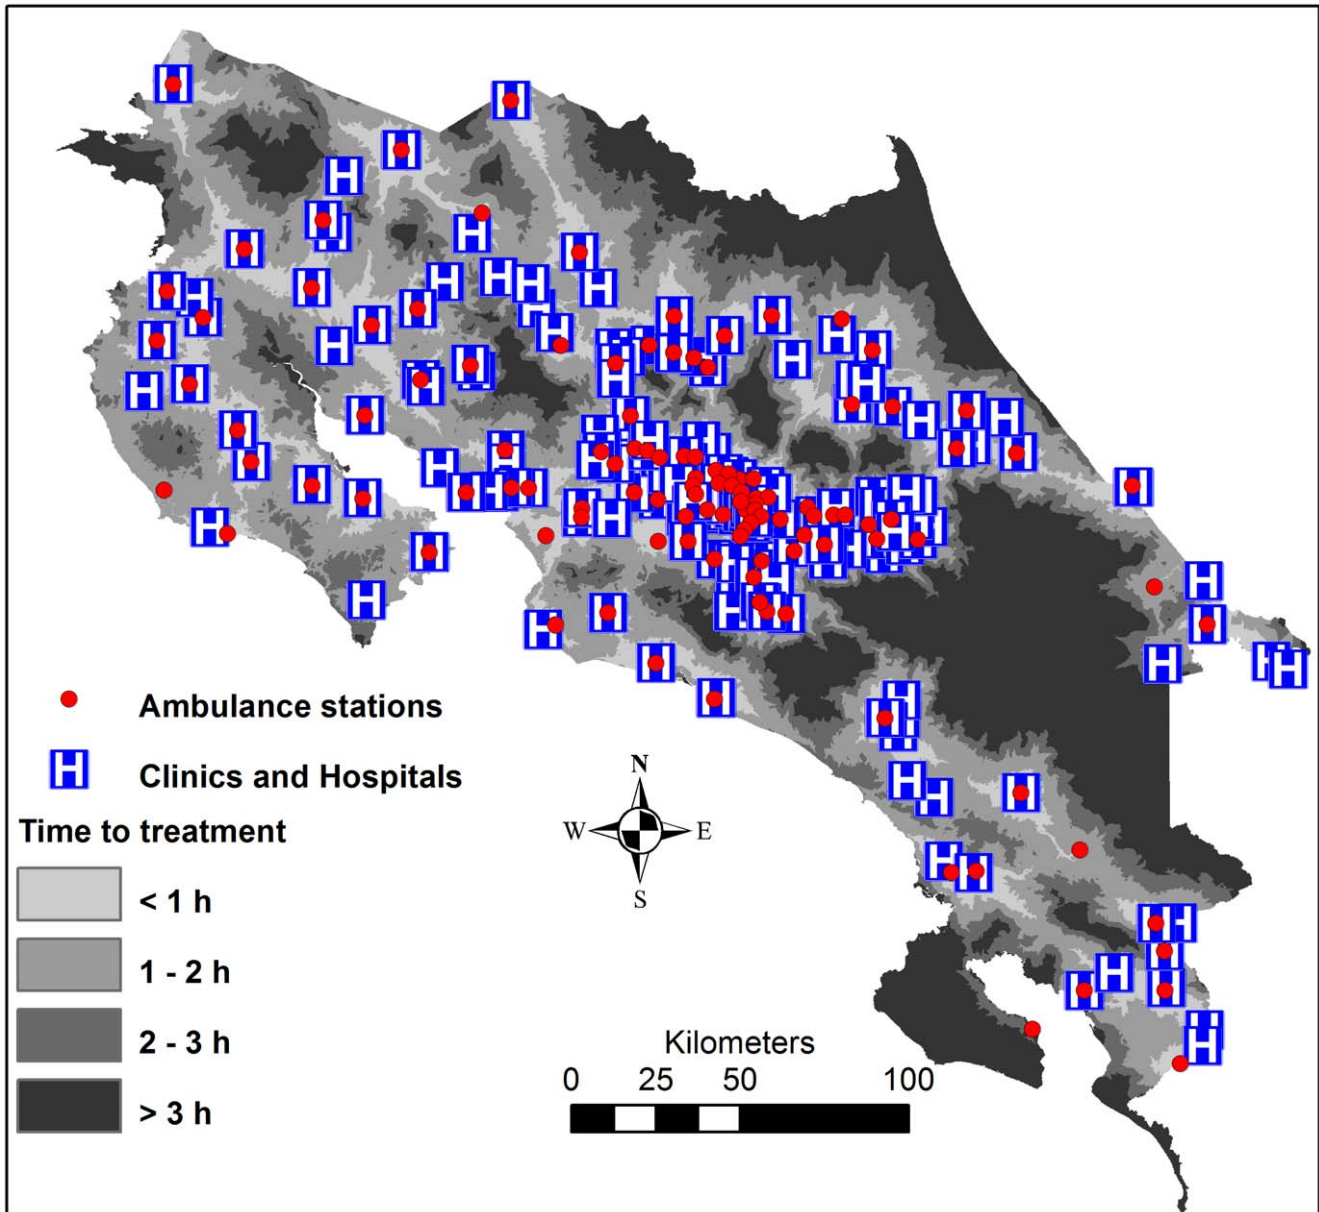 Ambulance stations
H Clinics and Hospitals
Time to treatment
< 1 h
1 - 2 h
2 - 3 h
> 3 h
N
W E
S
Kilometers
0 25 50 100